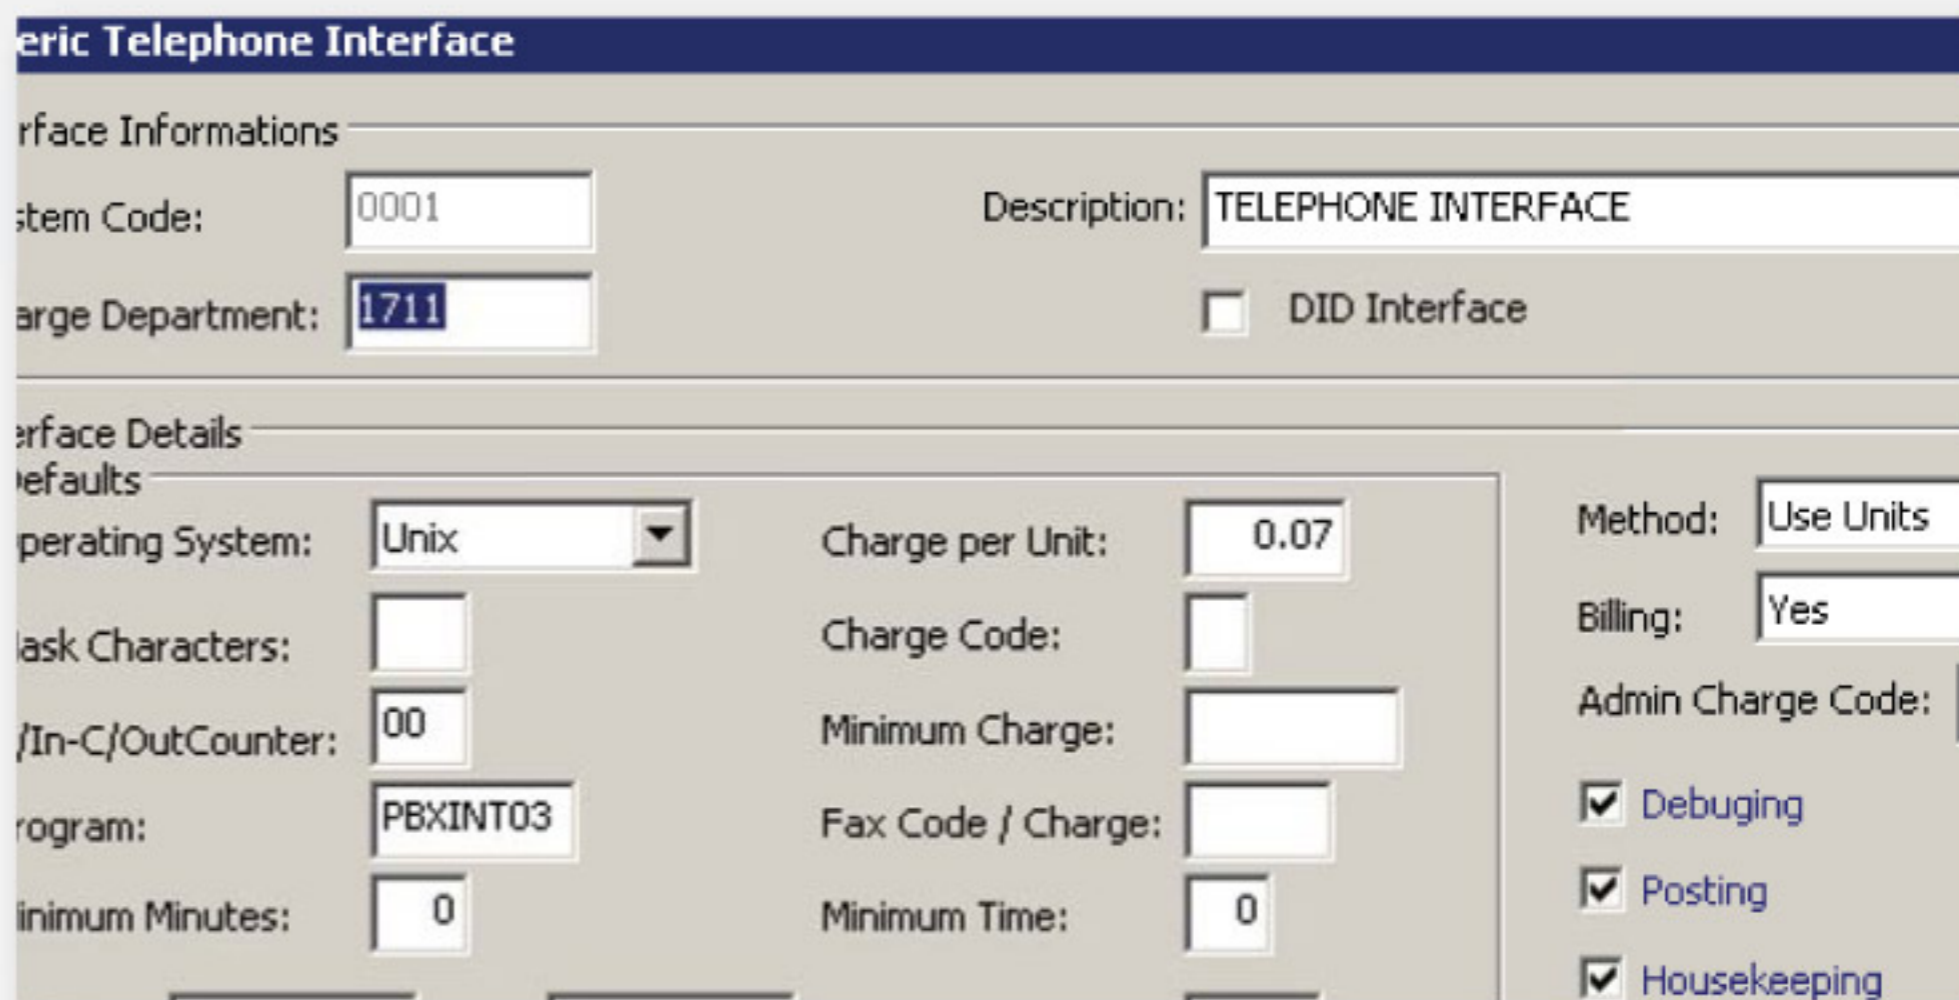 eric Telephone Interface
rface Informations
stem Code: 0001 Description: TELEPHONE INTERFACE
arge Department: 1711 DID Interface
erface Details
efaults
perating System: Unix Charge per Unit: 0.07 Method: Use Units
ask Characters: Charge Code: Billing: Yes
/In-C/OutCounter: 00 Minimum Charge: Admin Charge Code:
rogram: PBXINT03 Fax Code / Charge: Debuging
inimum Minutes: 0 Minimum Time: 0 Posting
Housekeeping